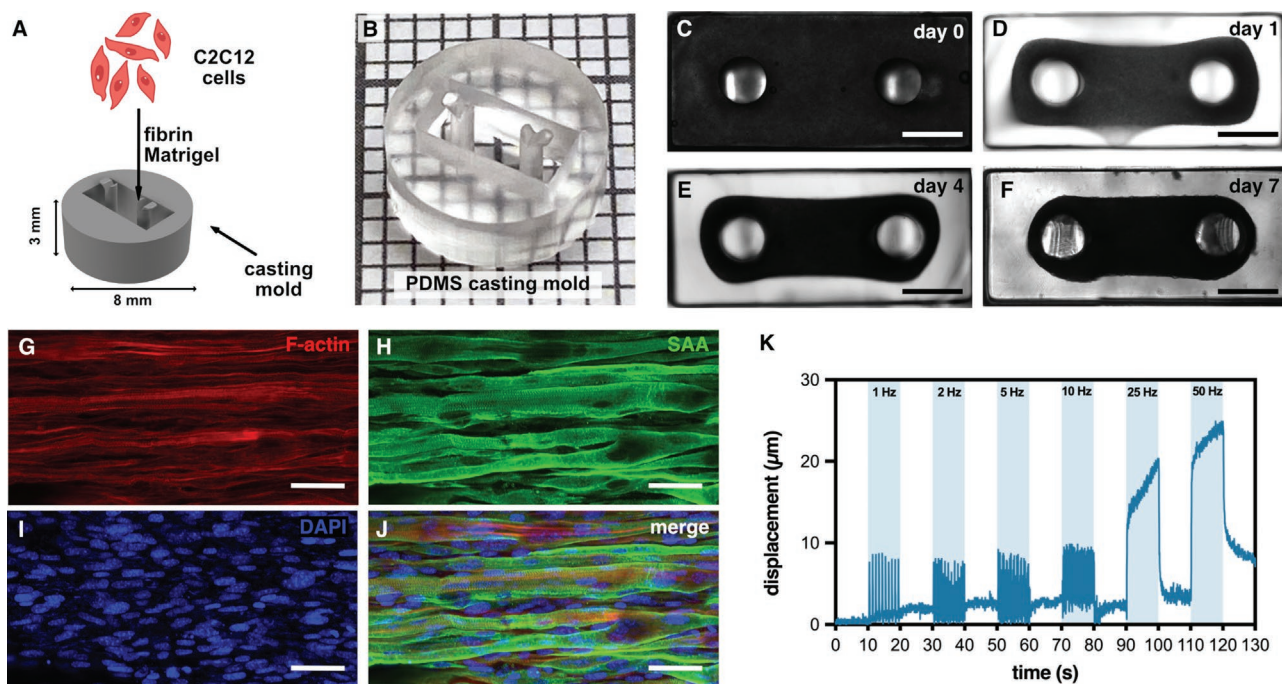 A
C2C12
cells
fibrin
Matrigel
3 mm
8 mm
casting
mold
B
PDMS casting mold
C
day 0
D
day 1
E
day 4
F
day 7
G
F-actin
H
SAA
I
DAPI
J
merge
K
displacement (µm)
30
20
10
0
1 Hz
2 Hz
5 Hz
10 Hz
25 Hz
50 Hz
0 10 20 30 40 50 60 70 80 90 100 110 120 130
time (s)